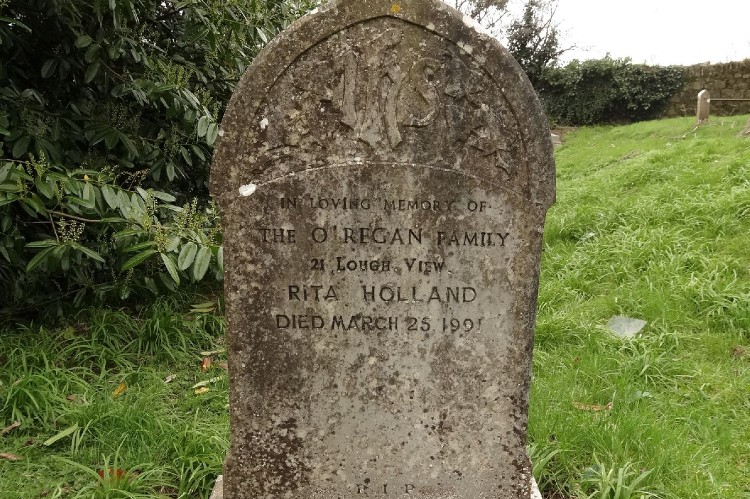 IHS
IN LOVING MEMORY OF
THE O'REGAN FAMILY
21 LOUGH VIEW
RITA HOLLAND
DIED MARCH 25 1991
R I P